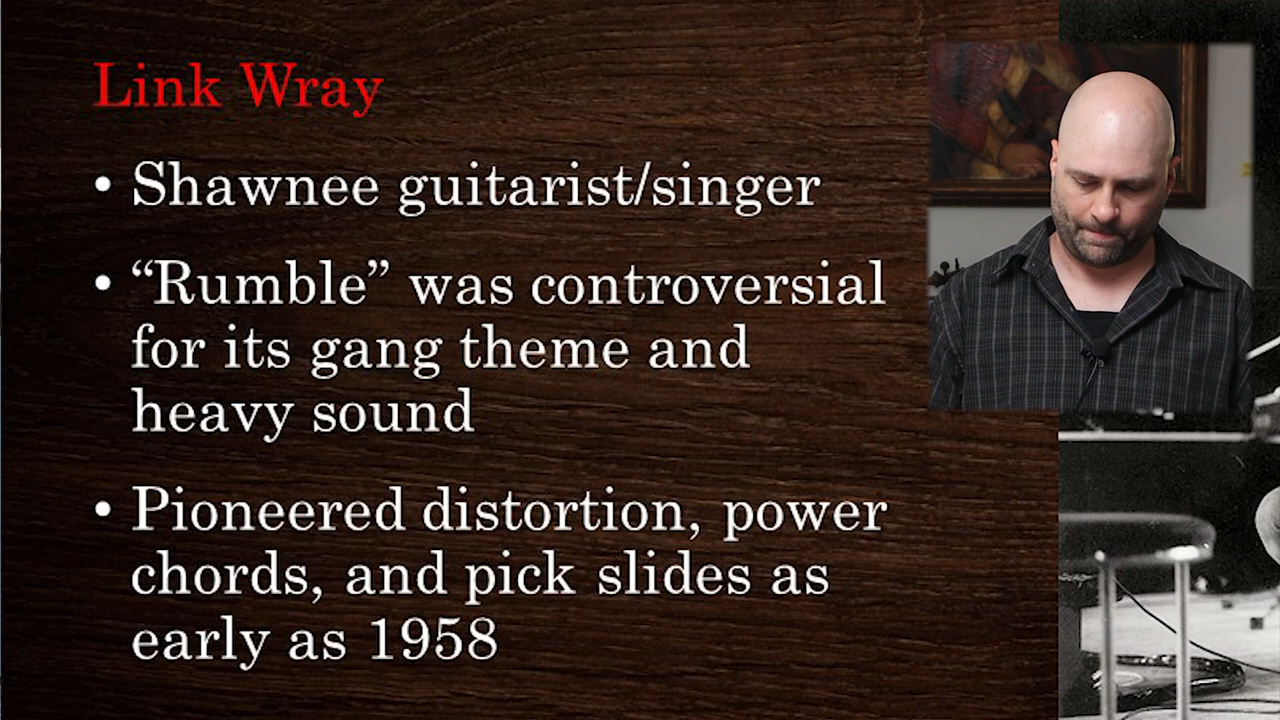 Link Wray
• Shawnee guitarist/singer
• “Rumble” was controversial
for its gang theme and
heavy sound
• Pioneered distortion, power
chords, and pick slides as
early as 1958